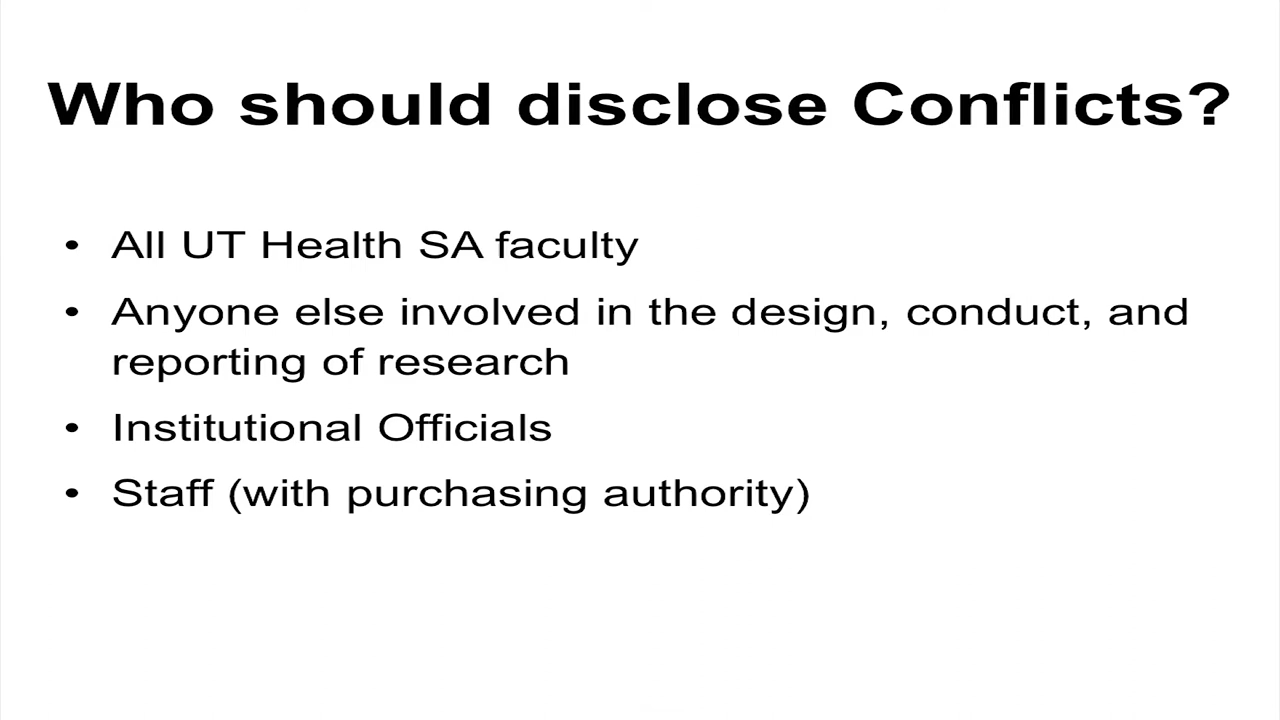 Who should disclose Conflicts?
• All UT Health SA faculty
• Anyone else involved in the design, conduct, and
reporting of research
• Institutional Officials
• Staff (with purchasing authority)